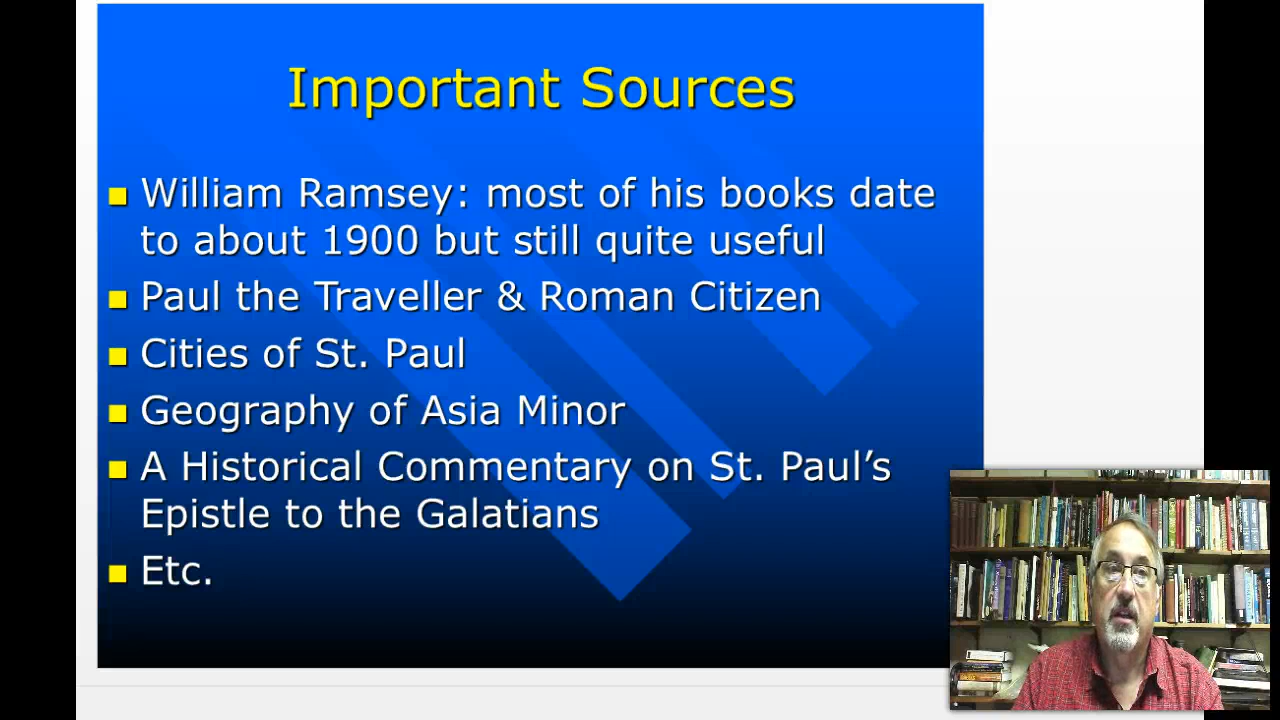 Important Sources
William Ramsey: most of his books date
to about 1900 but still quite useful
Paul the Traveller & Roman Citizen
Cities of St. Paul
Geography of Asia Minor
A Historical Commentary on St. Paul’s
Epistle to the Galatians
Etc.